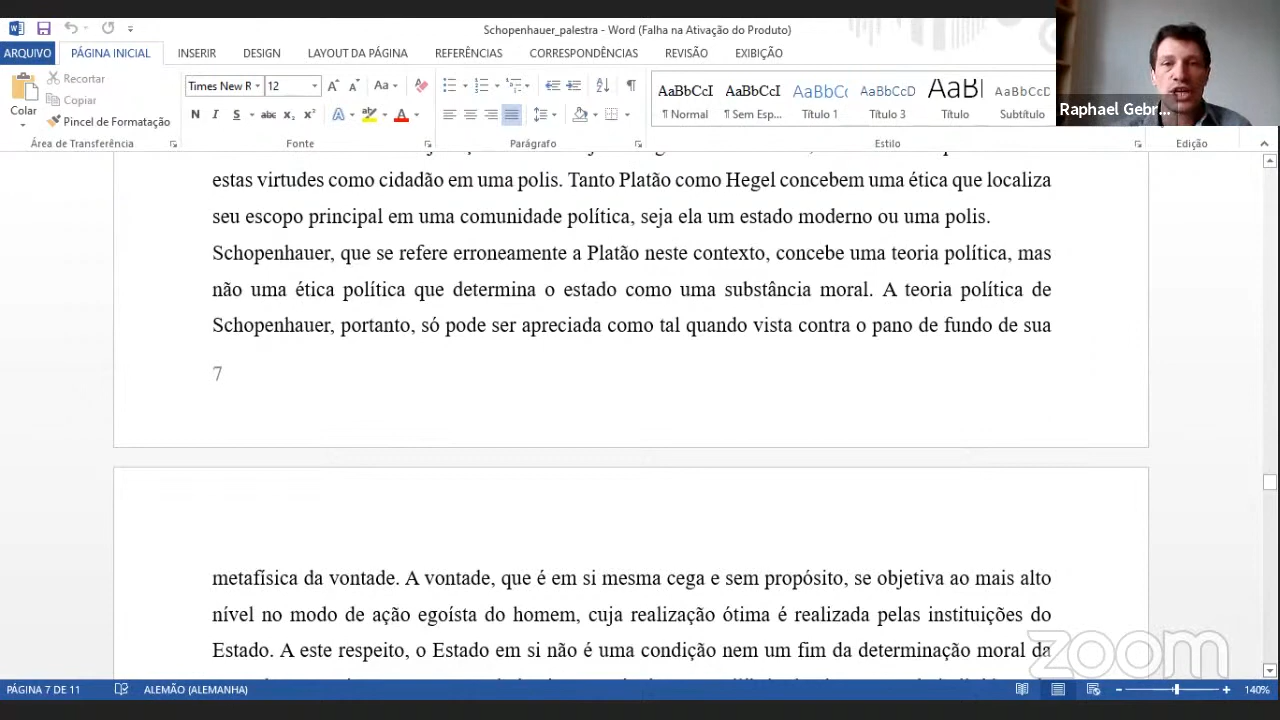 Schopenhauer_palestra - Word (Falha na Ativação do Produto)
ARQUIVO PÁGINA INICIAL INSERIR DESIGN LAYOUT DA PÁGINA REFERÊNCIAS CORRESPONDÊNCIAS REVISÃO EXIBIÇÃO
Raphael Gebr...
Colar
Recortar
Copiar
Pincel de Formatação
Área de Transferência
Times New R 12
N I S abc x₂ x² A ab A
Fonte
Parágrafo
AaBbCcI AaBbCcI AaBbCc AaBbCcD AaBl AaBbCcD
¶ Normal ¶ Sem Esp... Título 1 Título 3 Título Subtítulo
Estilo
Edição
estas virtudes como cidadão em uma polis. Tanto Platão como Hegel concebem uma ética que localiza
seu escopo principal em uma comunidade política, seja ela um estado moderno ou uma polis.
Schopenhauer, que se refere erroneamente a Platão neste contexto, concebe uma teoria política, mas
não uma ética política que determina o estado como uma substância moral. A teoria política de
Schopenhauer, portanto, só pode ser apreciada como tal quando vista contra o pano de fundo de sua
7
metafísica da vontade. A vontade, que é em si mesma cega e sem propósito, se objetiva ao mais alto
nível no modo de ação egoísta do homem, cuja realização ótima é realizada pelas instituições do
Estado. A este respeito, o Estado em si não é uma condição nem um fim da determinação moral da
zoom
PÁGINA 7 DE 11 ALEMÃO (ALEMANHA) 140%